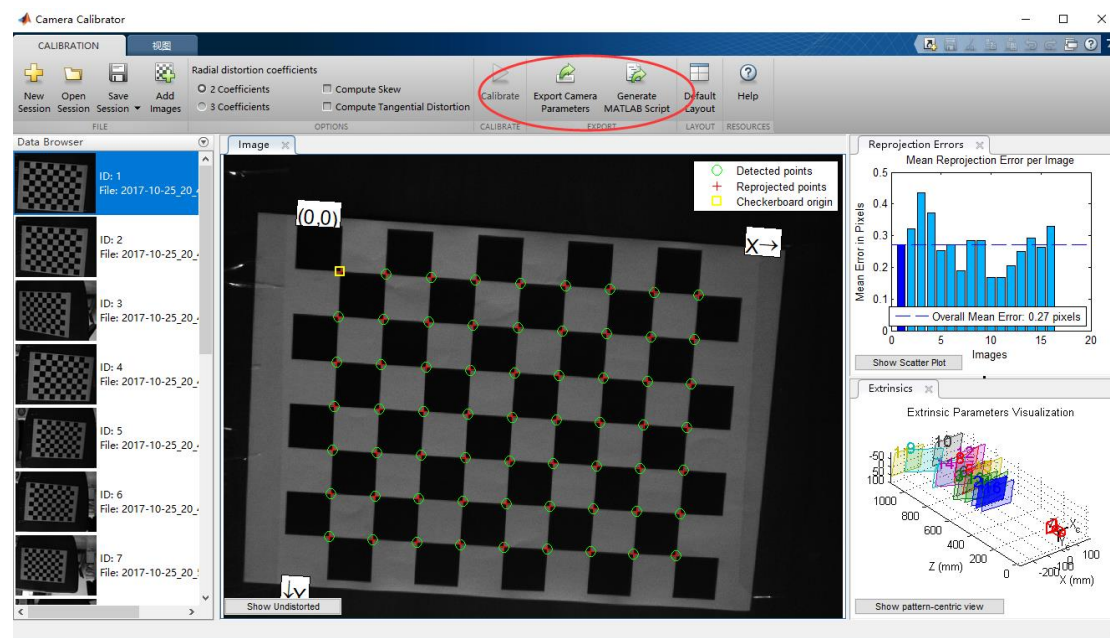 Camera Calibrator
CALIBRATION
视图
New Session
Open Session
Save Session
Add Images
FILE
Radial distortion coefficients
2 Coefficients
3 Coefficients
Compute Skew
Compute Tangential Distortion
OPTIONS
Calibrate
CALIBRATE
Export Camera Parameters
Generate MATLAB Script
EXPORT
Default Layout
LAYOUT
Help
RESOURCES
Data Browser
ID: 1
File: 2017-10-25_20_
ID: 2
File: 2017-10-25_20_
ID: 3
File: 2017-10-25_20_
ID: 4
File: 2017-10-25_20_
ID: 5
File: 2017-10-25_20_
ID: 6
File: 2017-10-25_20_
ID: 7
File: 2017-10-25_20_
Image
Detected points
Reprojected points
Checkerboard origin
(0,0)
X→
↓Y
Show Undistorted
Reprojection Errors
Mean Reprojection Error per Image
Mean Error in Pixels
0.5
0.4
0.3
0.2
0.1
0
Overall Mean Error: 0.27 pixels
0
5
10
15
20
Images
Show Scatter Plot
Extrinsics
Extrinsic Parameters Visualization
-50
50
100
1000
800
600
400
200
0
Z (mm)
-200
0
100
X (mm)
10
Show pattern-centric view